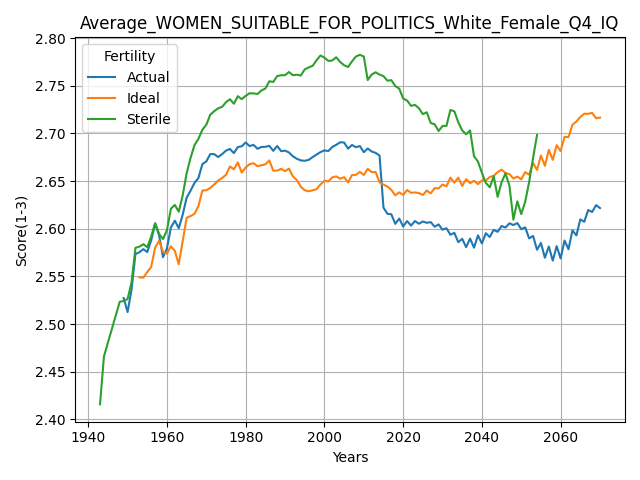 Average_WOMEN_SUITABLE_FOR_POLITICS_White_Female_Q4_IQ
Fertility
Actual
Ideal
Sterile
Score(1-3)
2.80
2.75
2.70
2.65
2.60
2.55
2.50
2.45
2.40
1940 1960 1980 2000 2020 2040 2060
Years